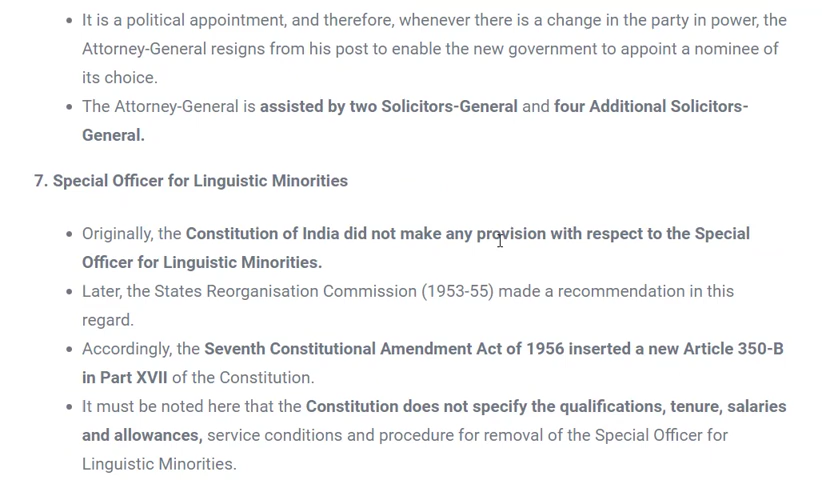 • It is a political appointment, and therefore, whenever there is a change in the party in power, the
Attorney-General resigns from his post to enable the new government to appoint a nominee of
its choice.
• The Attorney-General is assisted by two Solicitors-General and four Additional Solicitors-
General.
7. Special Officer for Linguistic Minorities
• Originally, the Constitution of India did not make any provision with respect to the Special
Officer for Linguistic Minorities.
• Later, the States Reorganisation Commission (1953-55) made a recommendation in this
regard.
• Accordingly, the Seventh Constitutional Amendment Act of 1956 inserted a new Article 350-B
in Part XVII of the Constitution.
• It must be noted here that the Constitution does not specify the qualifications, tenure, salaries
and allowances, service conditions and procedure for removal of the Special Officer for
Linguistic Minorities.